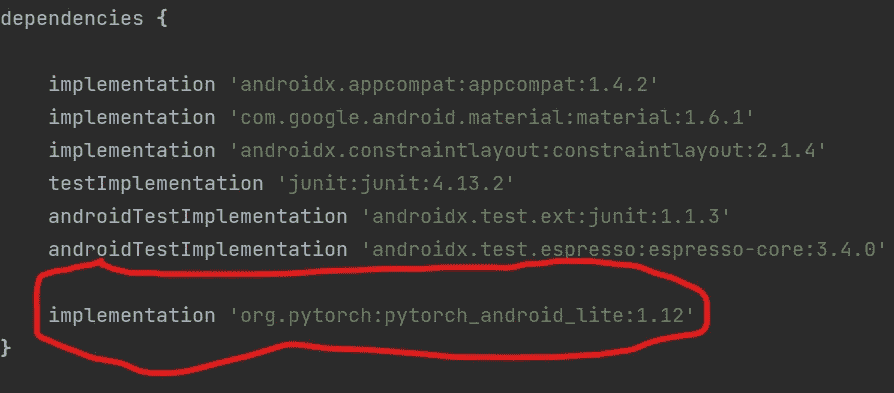 dependencies {
implementation 'androidx.appcompat:appcompat:1.4.2'
implementation 'com.google.android.material:material:1.6.1'
implementation 'androidx.constraintlayout:constraintlayout:2.1.4'
testImplementation 'junit:junit:4.13.2'
androidTestImplementation 'androidx.test.ext:junit:1.1.3'
androidTestImplementation 'androidx.test.espresso:espresso-core:3.4.0'
implementation 'org.pytorch:pytorch_android_lite:1.12'
}